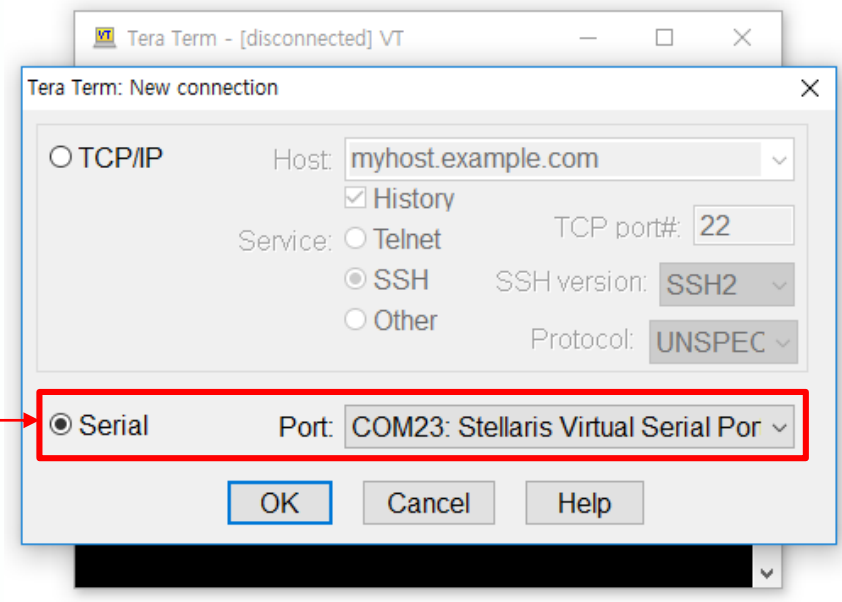 VT Tera Term - [disconnected] VT
Tera Term: New connection
TCP/IP Host: myhost.example.com
History
Service: Telnet TCP port#: 22
SSH SSH version: SSH2
Other Protocol: UNSPEC
Serial Port: COM23: Stellaris Virtual Serial Por
OK Cancel Help